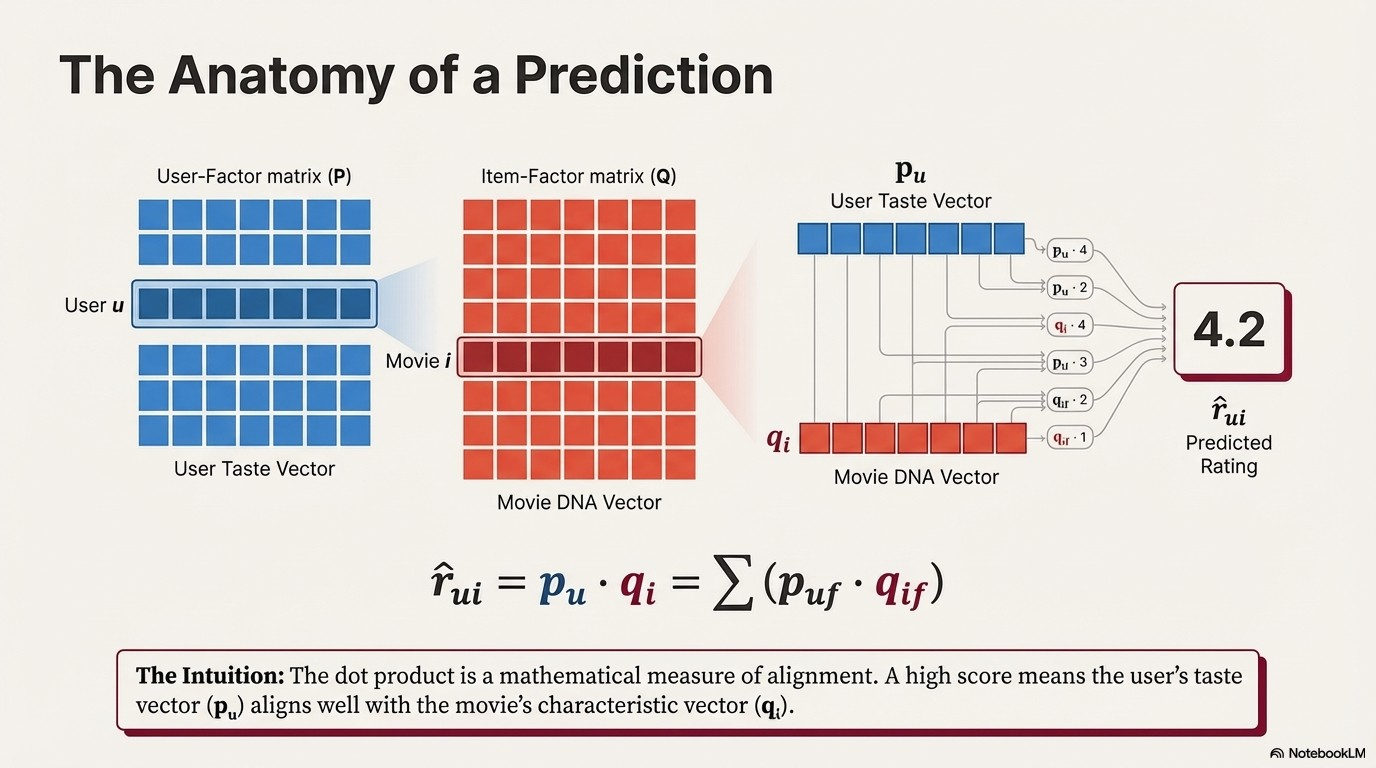 The Anatomy of a Prediction
User-Factor matrix (P)
User u
User Taste Vector
Item-Factor matrix (Q)
Movie i
Movie DNA Vector
pᵤ
User Taste Vector
pᵤ · 4
pᵤ · 2
qᵢ · 4
pᵤ · 3
qᵢf · 2
qᵢf · 1
qᵢ
Movie DNA Vector
4.2
r̂ᵤᵢ
Predicted
Rating
r̂ᵤᵢ = pᵤ · qᵢ = ∑(pᵤf · qᵢf)
The Intuition: The dot product is a mathematical measure of alignment. A high score means the user’s taste
vector (pᵤ) aligns well with the movie’s characteristic vector (qᵢ).
NotebookLM